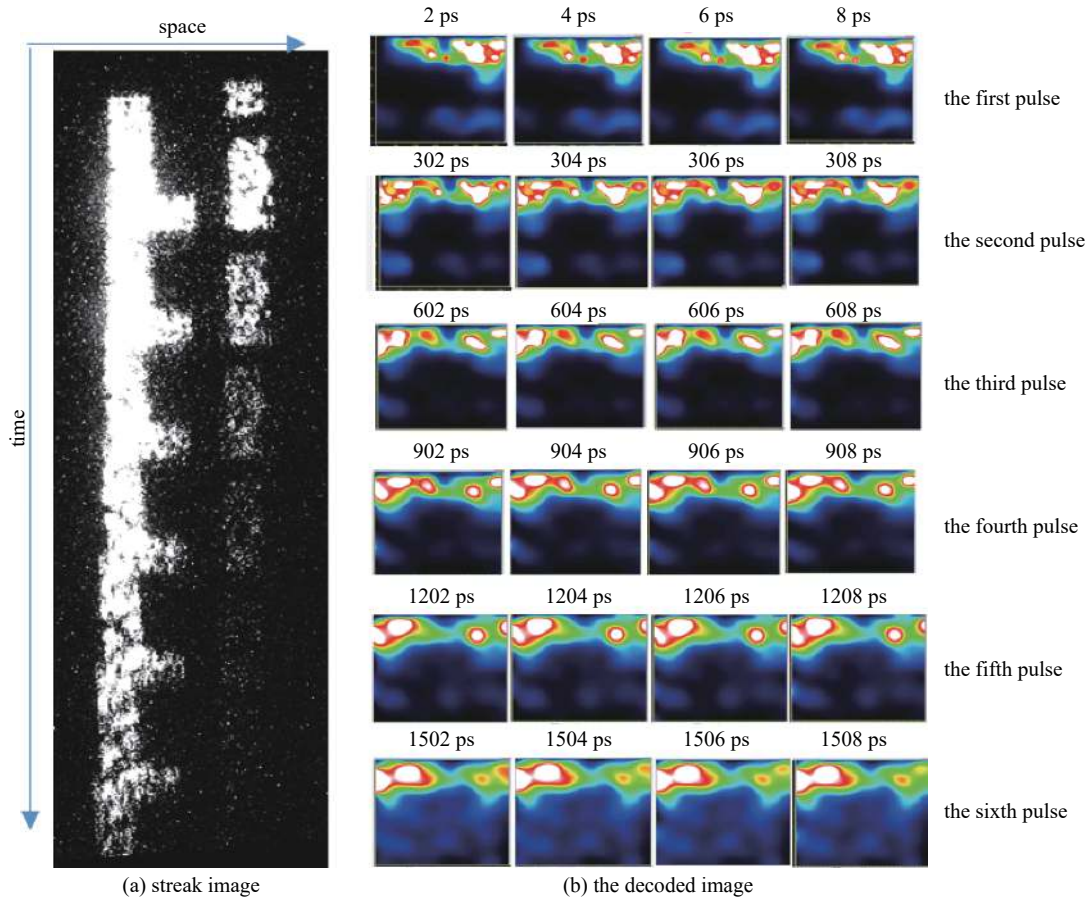 space
time
(a) streak image
2 ps 4 ps 6 ps 8 ps
the first pulse
302 ps 304 ps 306 ps 308 ps
the second pulse
602 ps 604 ps 606 ps 608 ps
the third pulse
902 ps 904 ps 906 ps 908 ps
the fourth pulse
1202 ps 1204 ps 1206 ps 1208 ps
the fifth pulse
1502 ps 1504 ps 1506 ps 1508 ps
the sixth pulse
(b) the decoded image